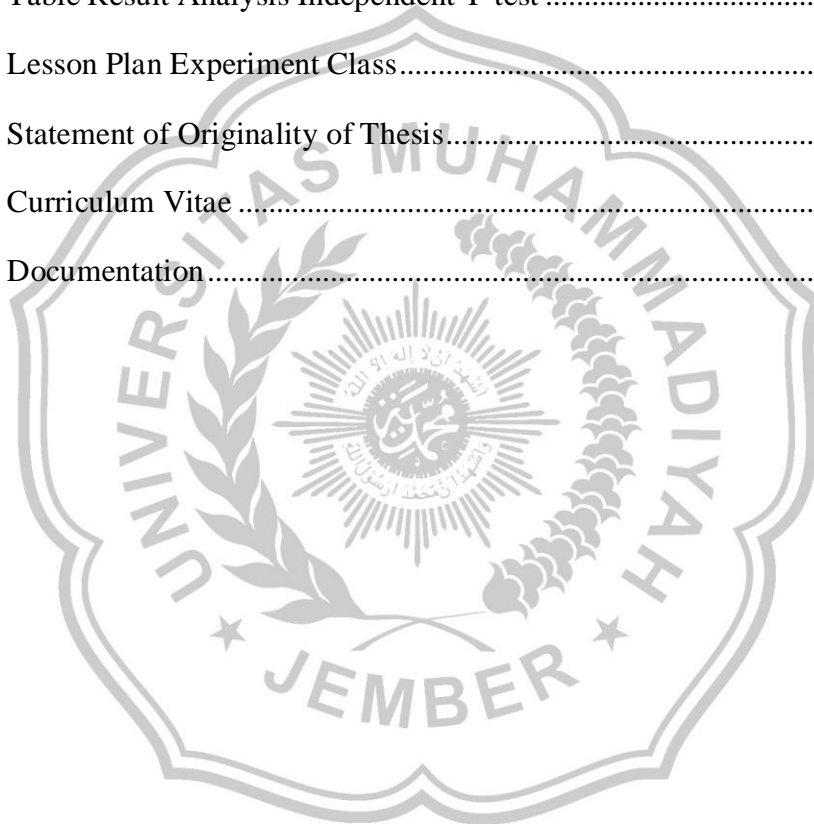 Table Result Analysis Independent T-test ....................................
Lesson Plan Experiment Class.......................................................
Statement of Originality of Thesis.................................................
Curriculum Vitae ............................................................................
Documentation................................................................................
UNIVERSITAS MUHAMMADIYAH
JEMBER